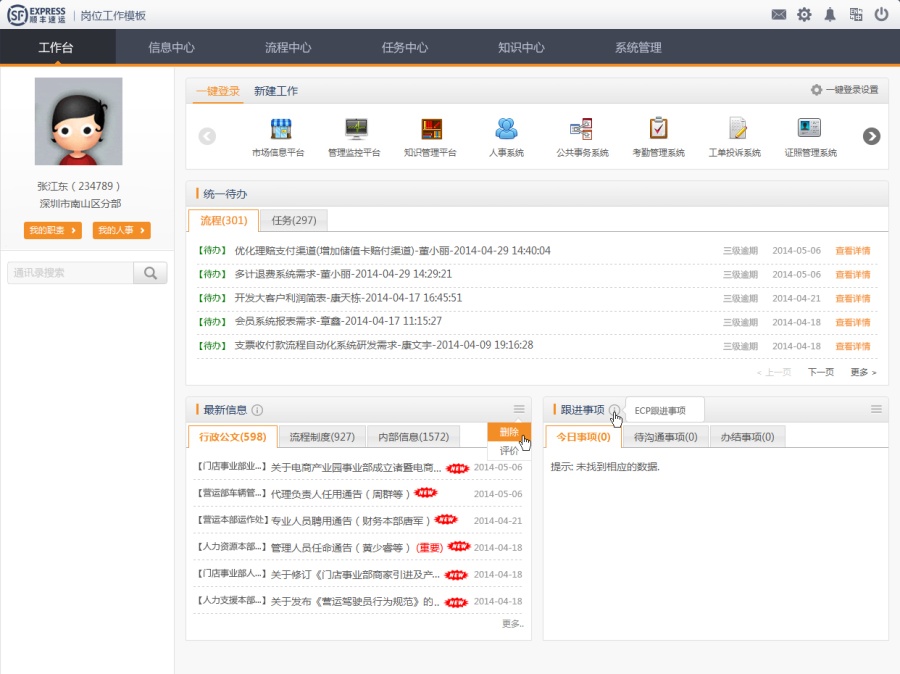 SF EXPRESS 顺丰速运 岗位工作模板
工作台 信息中心 流程中心 任务中心 知识中心 系统管理
张江东（234789）
深圳市南山区分部
我的职责 我的人事
通讯录搜索
一键登录 新建工作 一键登录设置
市场信息平台 管理监控平台 知识管理平台 人事系统 公共事务系统 考勤管理系统 工单投诉系统 证照管理系统
统一待办
流程(301) 任务(297)
【待办】 优化理赔支付渠道(增加储值卡赔付渠道)-董小丽-2014-04-29 14:40:04 三级逾期 2014-05-06 查看详情
【待办】 多计退费系统需求-董小丽-2014-04-29 14:29:21 三级逾期 2014-05-06 查看详情
【待办】 开发大客户利润简表-康天栋-2014-04-17 16:45:51 三级逾期 2014-04-21 查看详情
【待办】 会员系统报表需求-章鑫-2014-04-17 11:15:27 三级逾期 2014-04-18 查看详情
【待办】 支票收付款流程自动化系统研发需求-康文宇-2014-04-09 19:16:28 三级逾期 2014-04-18 查看详情
< 上一页 下一页 更多 >
最新信息
删除
评价
行政公文(598) 流程制度(927) 内部信息(1572)
【门店事业部业...】关于电商产业园事业部成立诸暨电商... NEW 2014-05-06
【营运部车辆管...】代理负责人任用通告（周群等） NEW 2014-05-06
【营运本部运作处】专业人员聘用通告（财务本部唐军） NEW 2014-04-21
【人力资源本部...】管理人员任命通告（黄少睿等）(重要) NEW 2014-04-18
【门店事业部人...】关于修订《门店事业部商家引进及产... NEW 2014-04-18
【人力支援本部...】关于发布《营运驾驶员行为规范》的... NEW 2014-04-18
更多..
跟进事项 ECP跟进事项
今日事项(0) 待沟通事项(0) 办结事项(0)
提示: 未找到相应的数据.